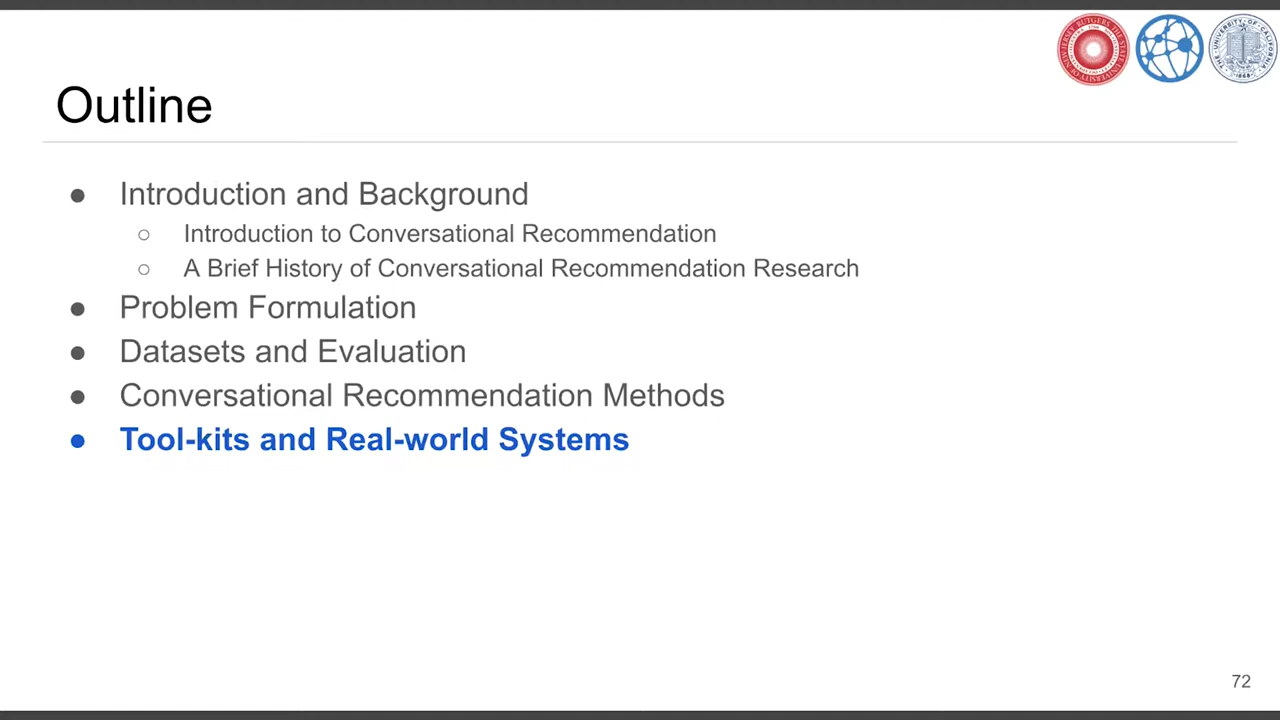 Outline
● Introduction and Background
○ Introduction to Conversational Recommendation
○ A Brief History of Conversational Recommendation Research
● Problem Formulation
● Datasets and Evaluation
● Conversational Recommendation Methods
● Tool-kits and Real-world Systems
72